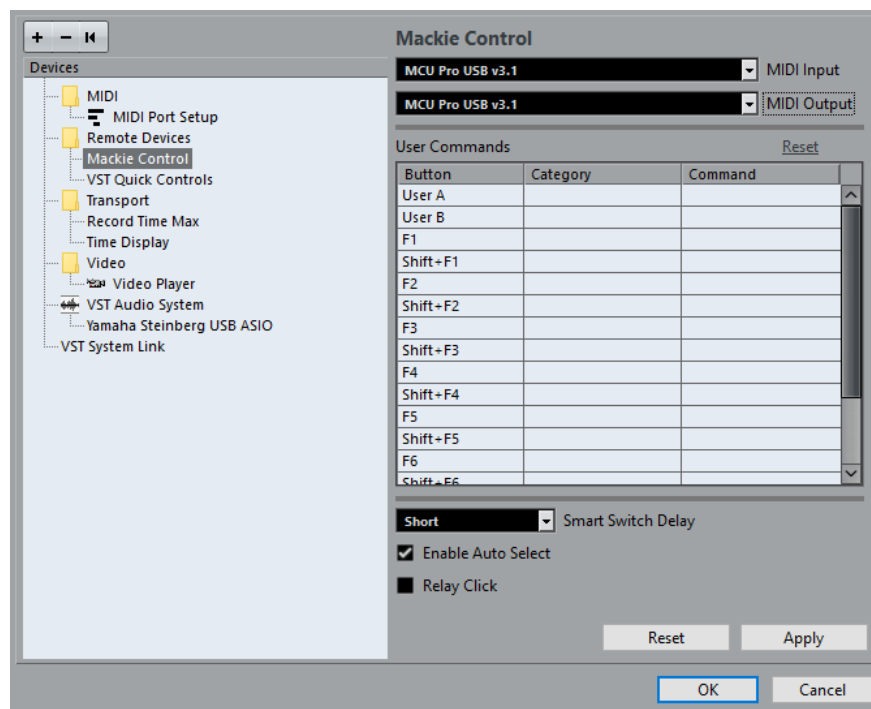 + - 
Devices
MIDI
MIDI Port Setup
Remote Devices
Mackie Control
VST Quick Controls
Transport
Record Time Max
Time Display
Video
Video Player
VST Audio System
Yamaha Steinberg USB ASIO
VST System Link
Mackie Control
MCU Pro USB v3.1 MIDI Input
MCU Pro USB v3.1 MIDI Output
User Commands Reset
Button Category Command
User A
User B
F1
Shift+F1
F2
Shift+F2
F3
Shift+F3
F4
Shift+F4
F5
Shift+F5
F6
Shift+F6
Short Smart Switch Delay
Enable Auto Select
Relay Click
Reset Apply
OK Cancel